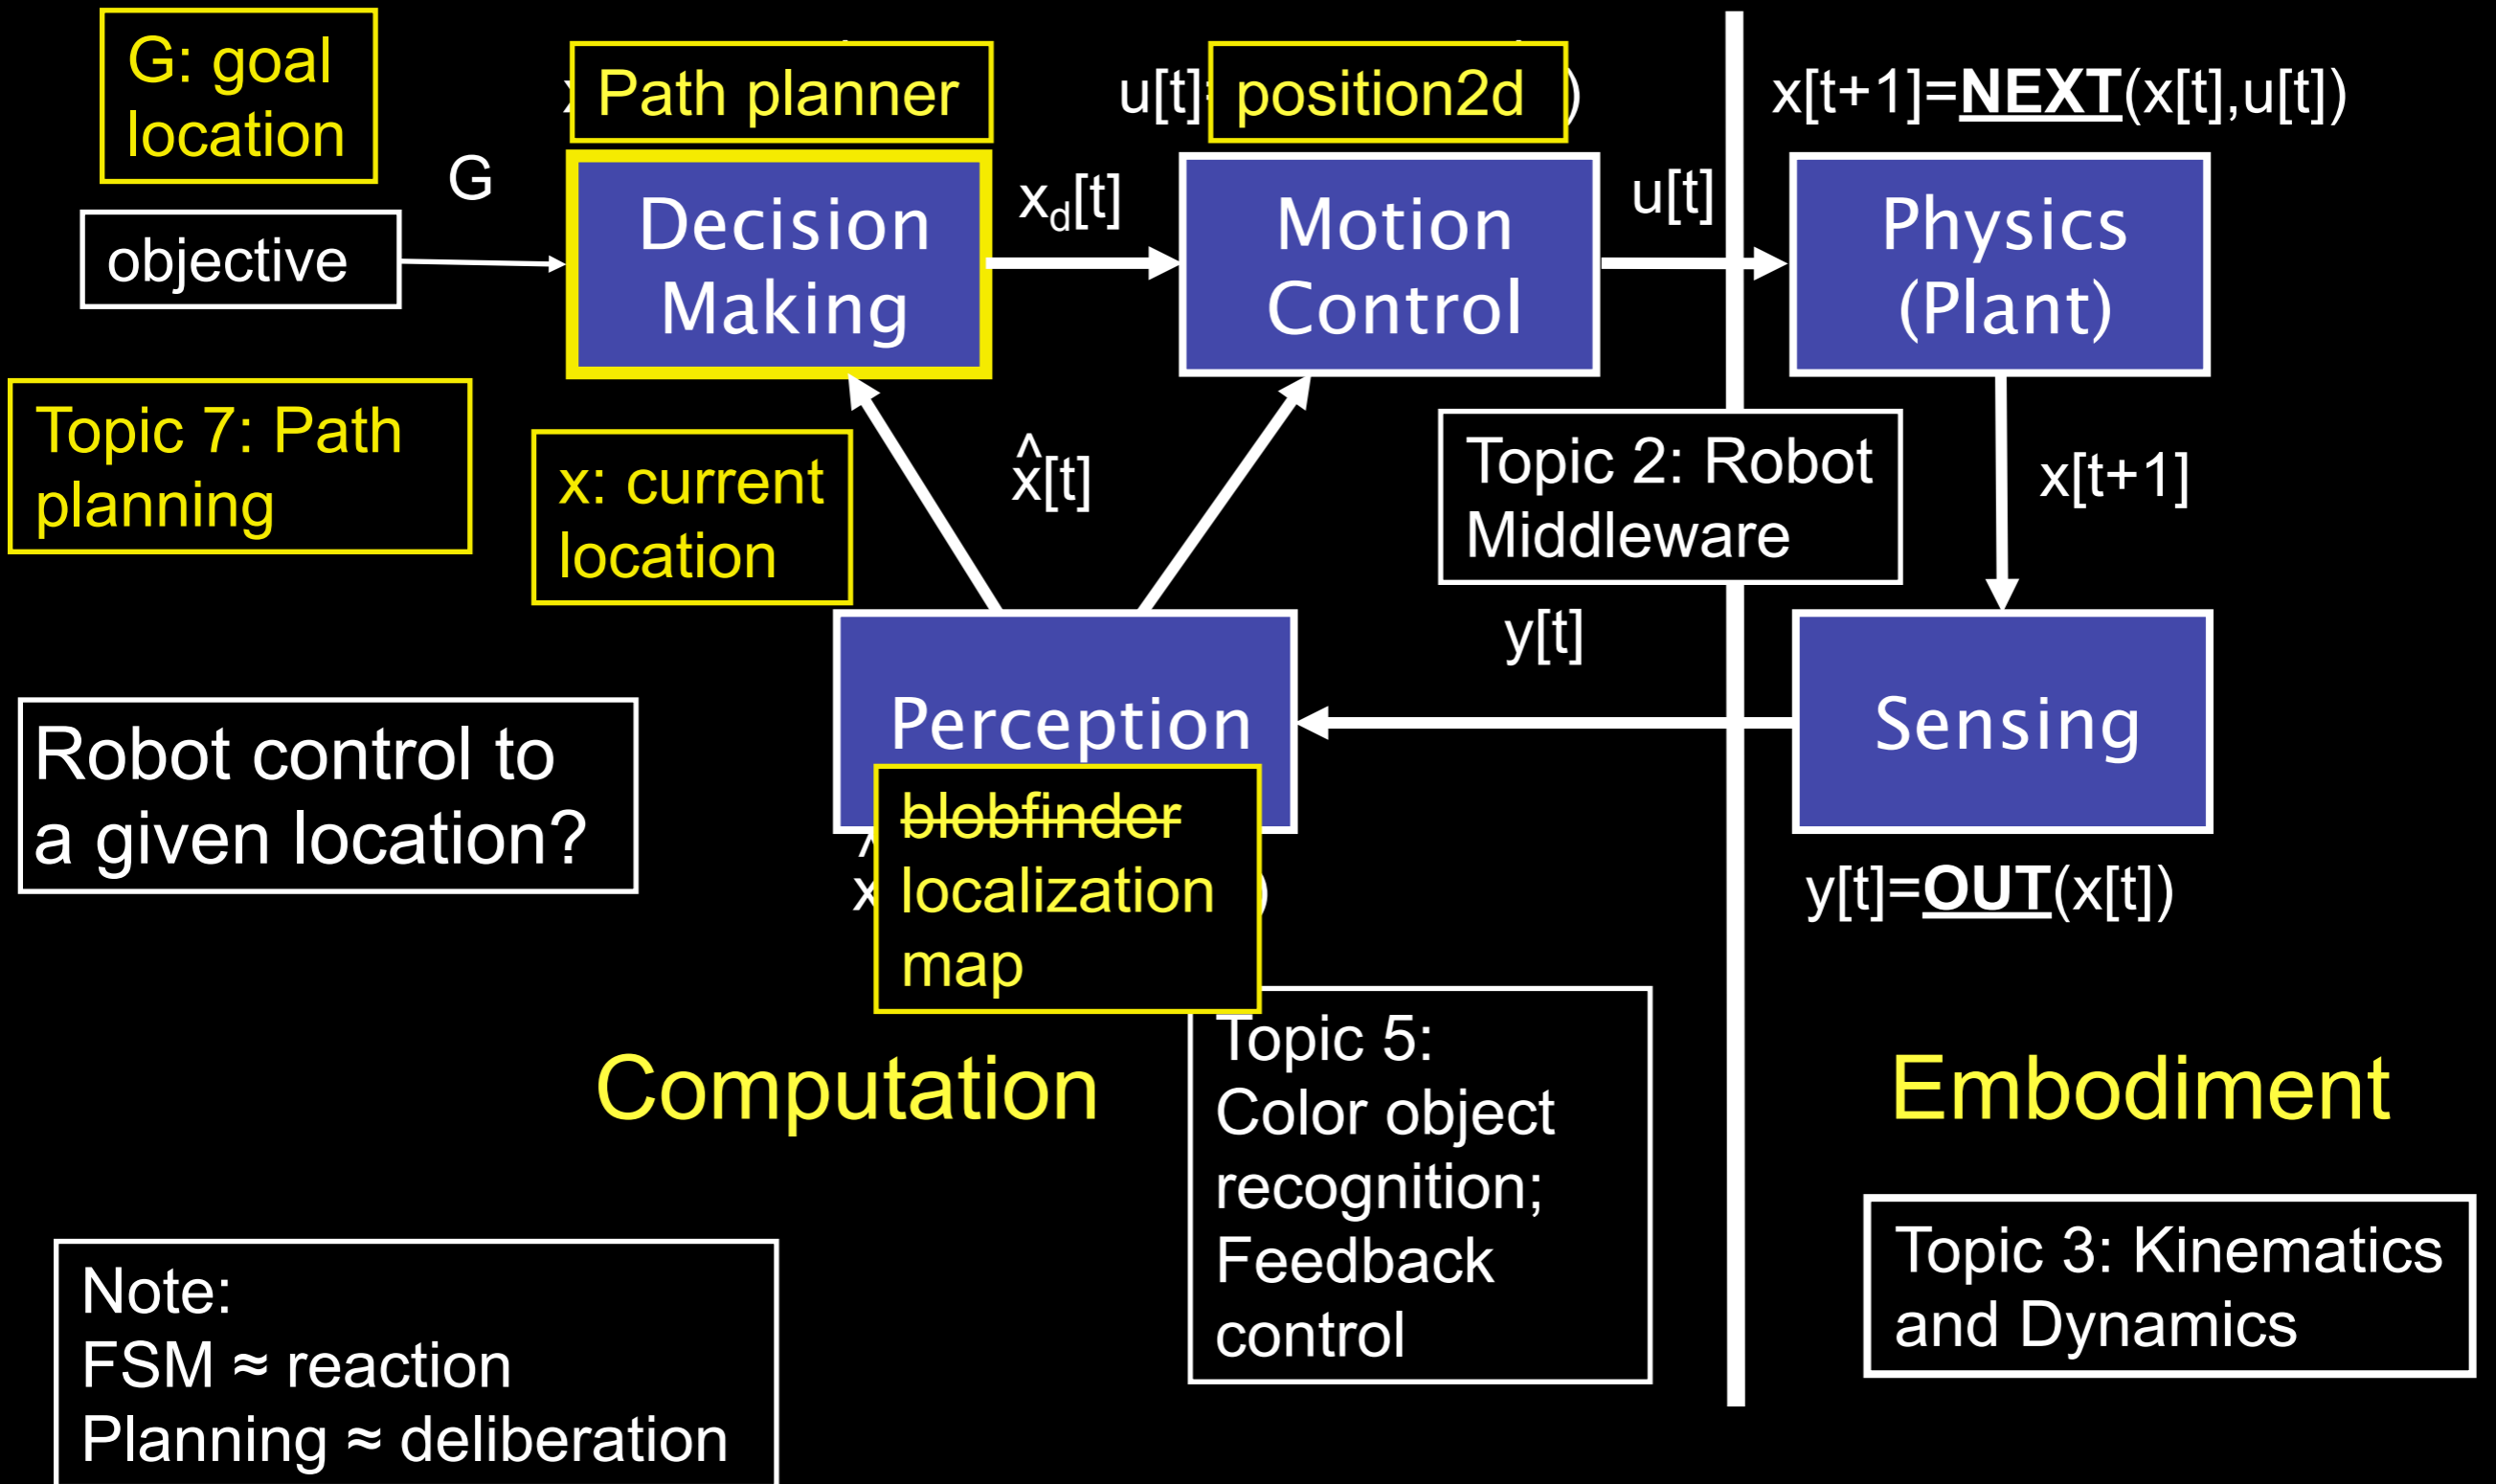 G: goal
location
Path planner
u[t]=
position2d
)
x[t+1]=NEXT(x[t],u[t])
G
objective
Decision
Making
xd[t]
Motion
Control
u[t]
Physics
(Plant)
Topic 7: Path
planning
x: current
location
x̂[t]
Topic 2: Robot
Middleware
x[t+1]
y[t]
Robot control to
a given location?
Perception
Sensing
blobfinder
localization
map
x
)
y[t]=OUT(x[t])
Computation
Topic 5:
Color object
recognition;
Feedback
control
Embodiment
Topic 3: Kinematics
and Dynamics
Note:
FSM ≈ reaction
Planning ≈ deliberation